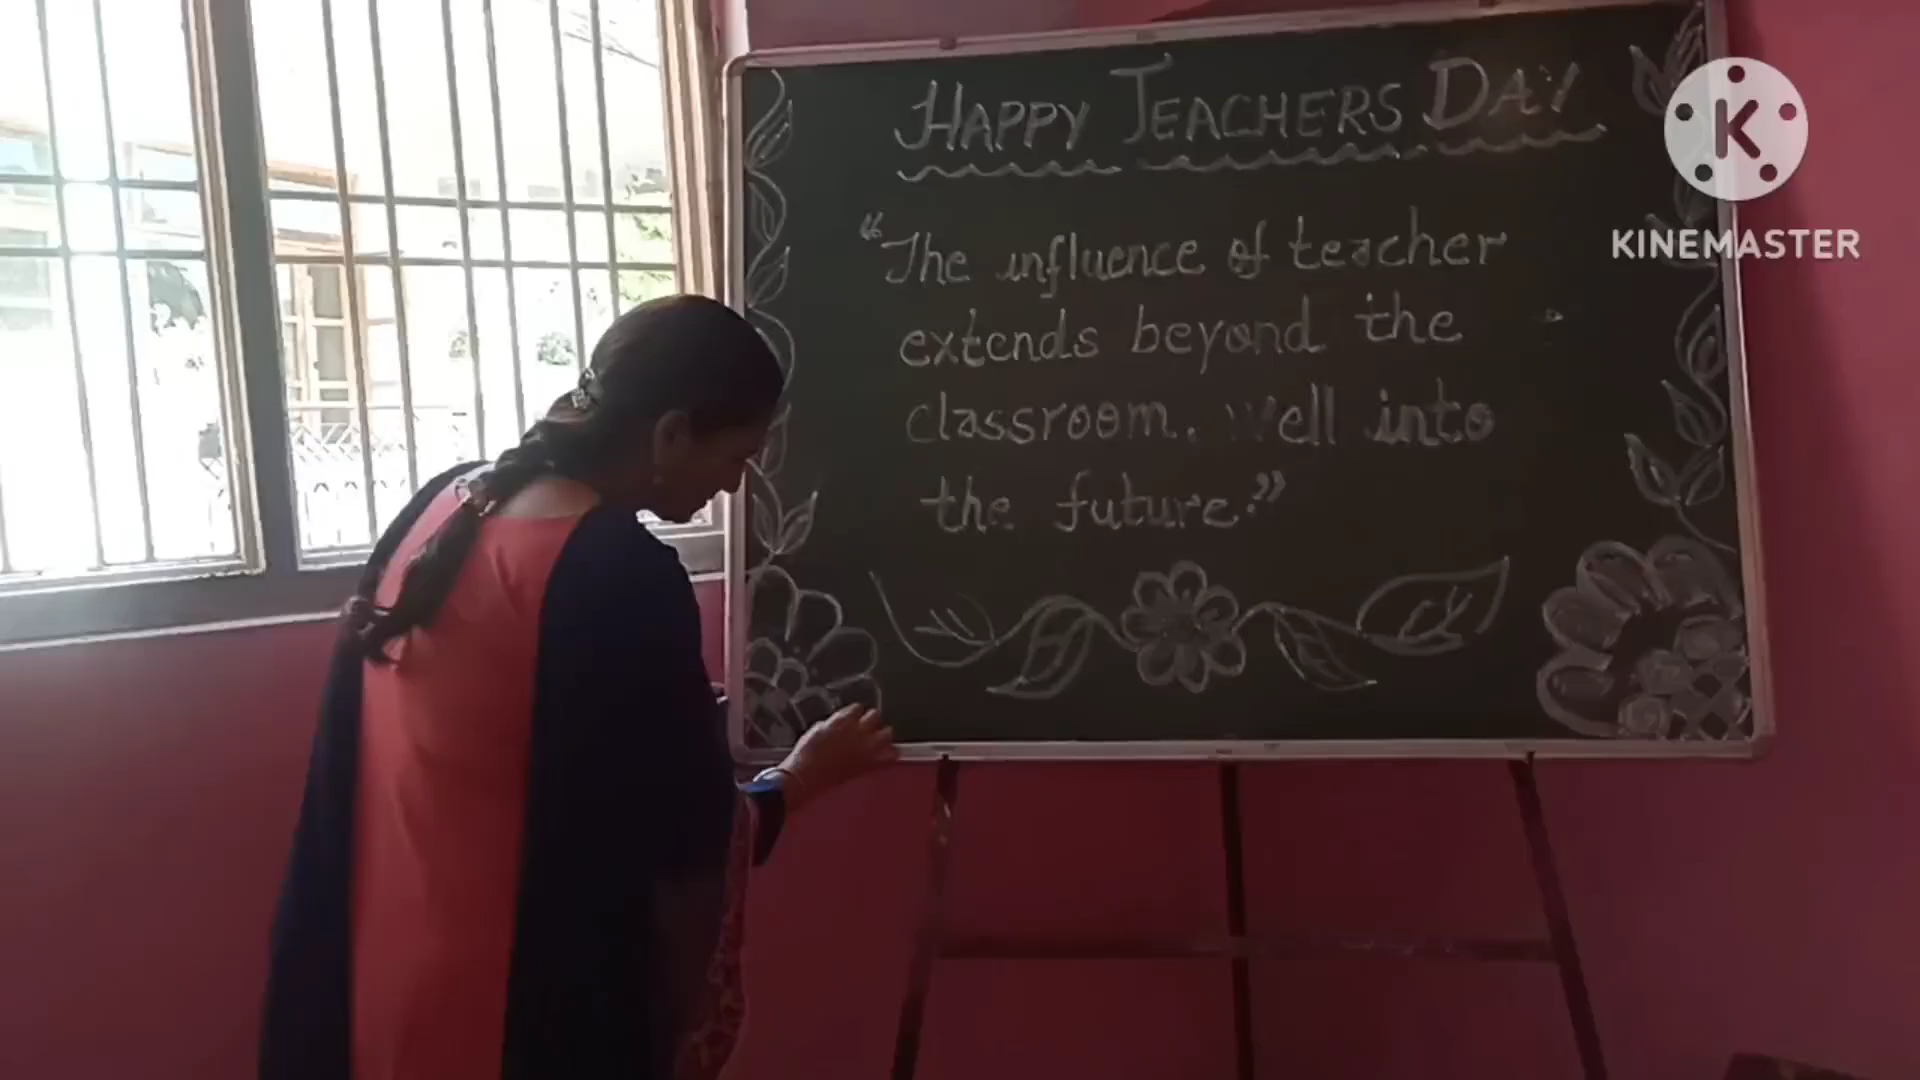 HAPPY TEACHERS DAY
"The influence of teacher
extends beyond the
classroom. Well into
the future."
K
KINEMASTER